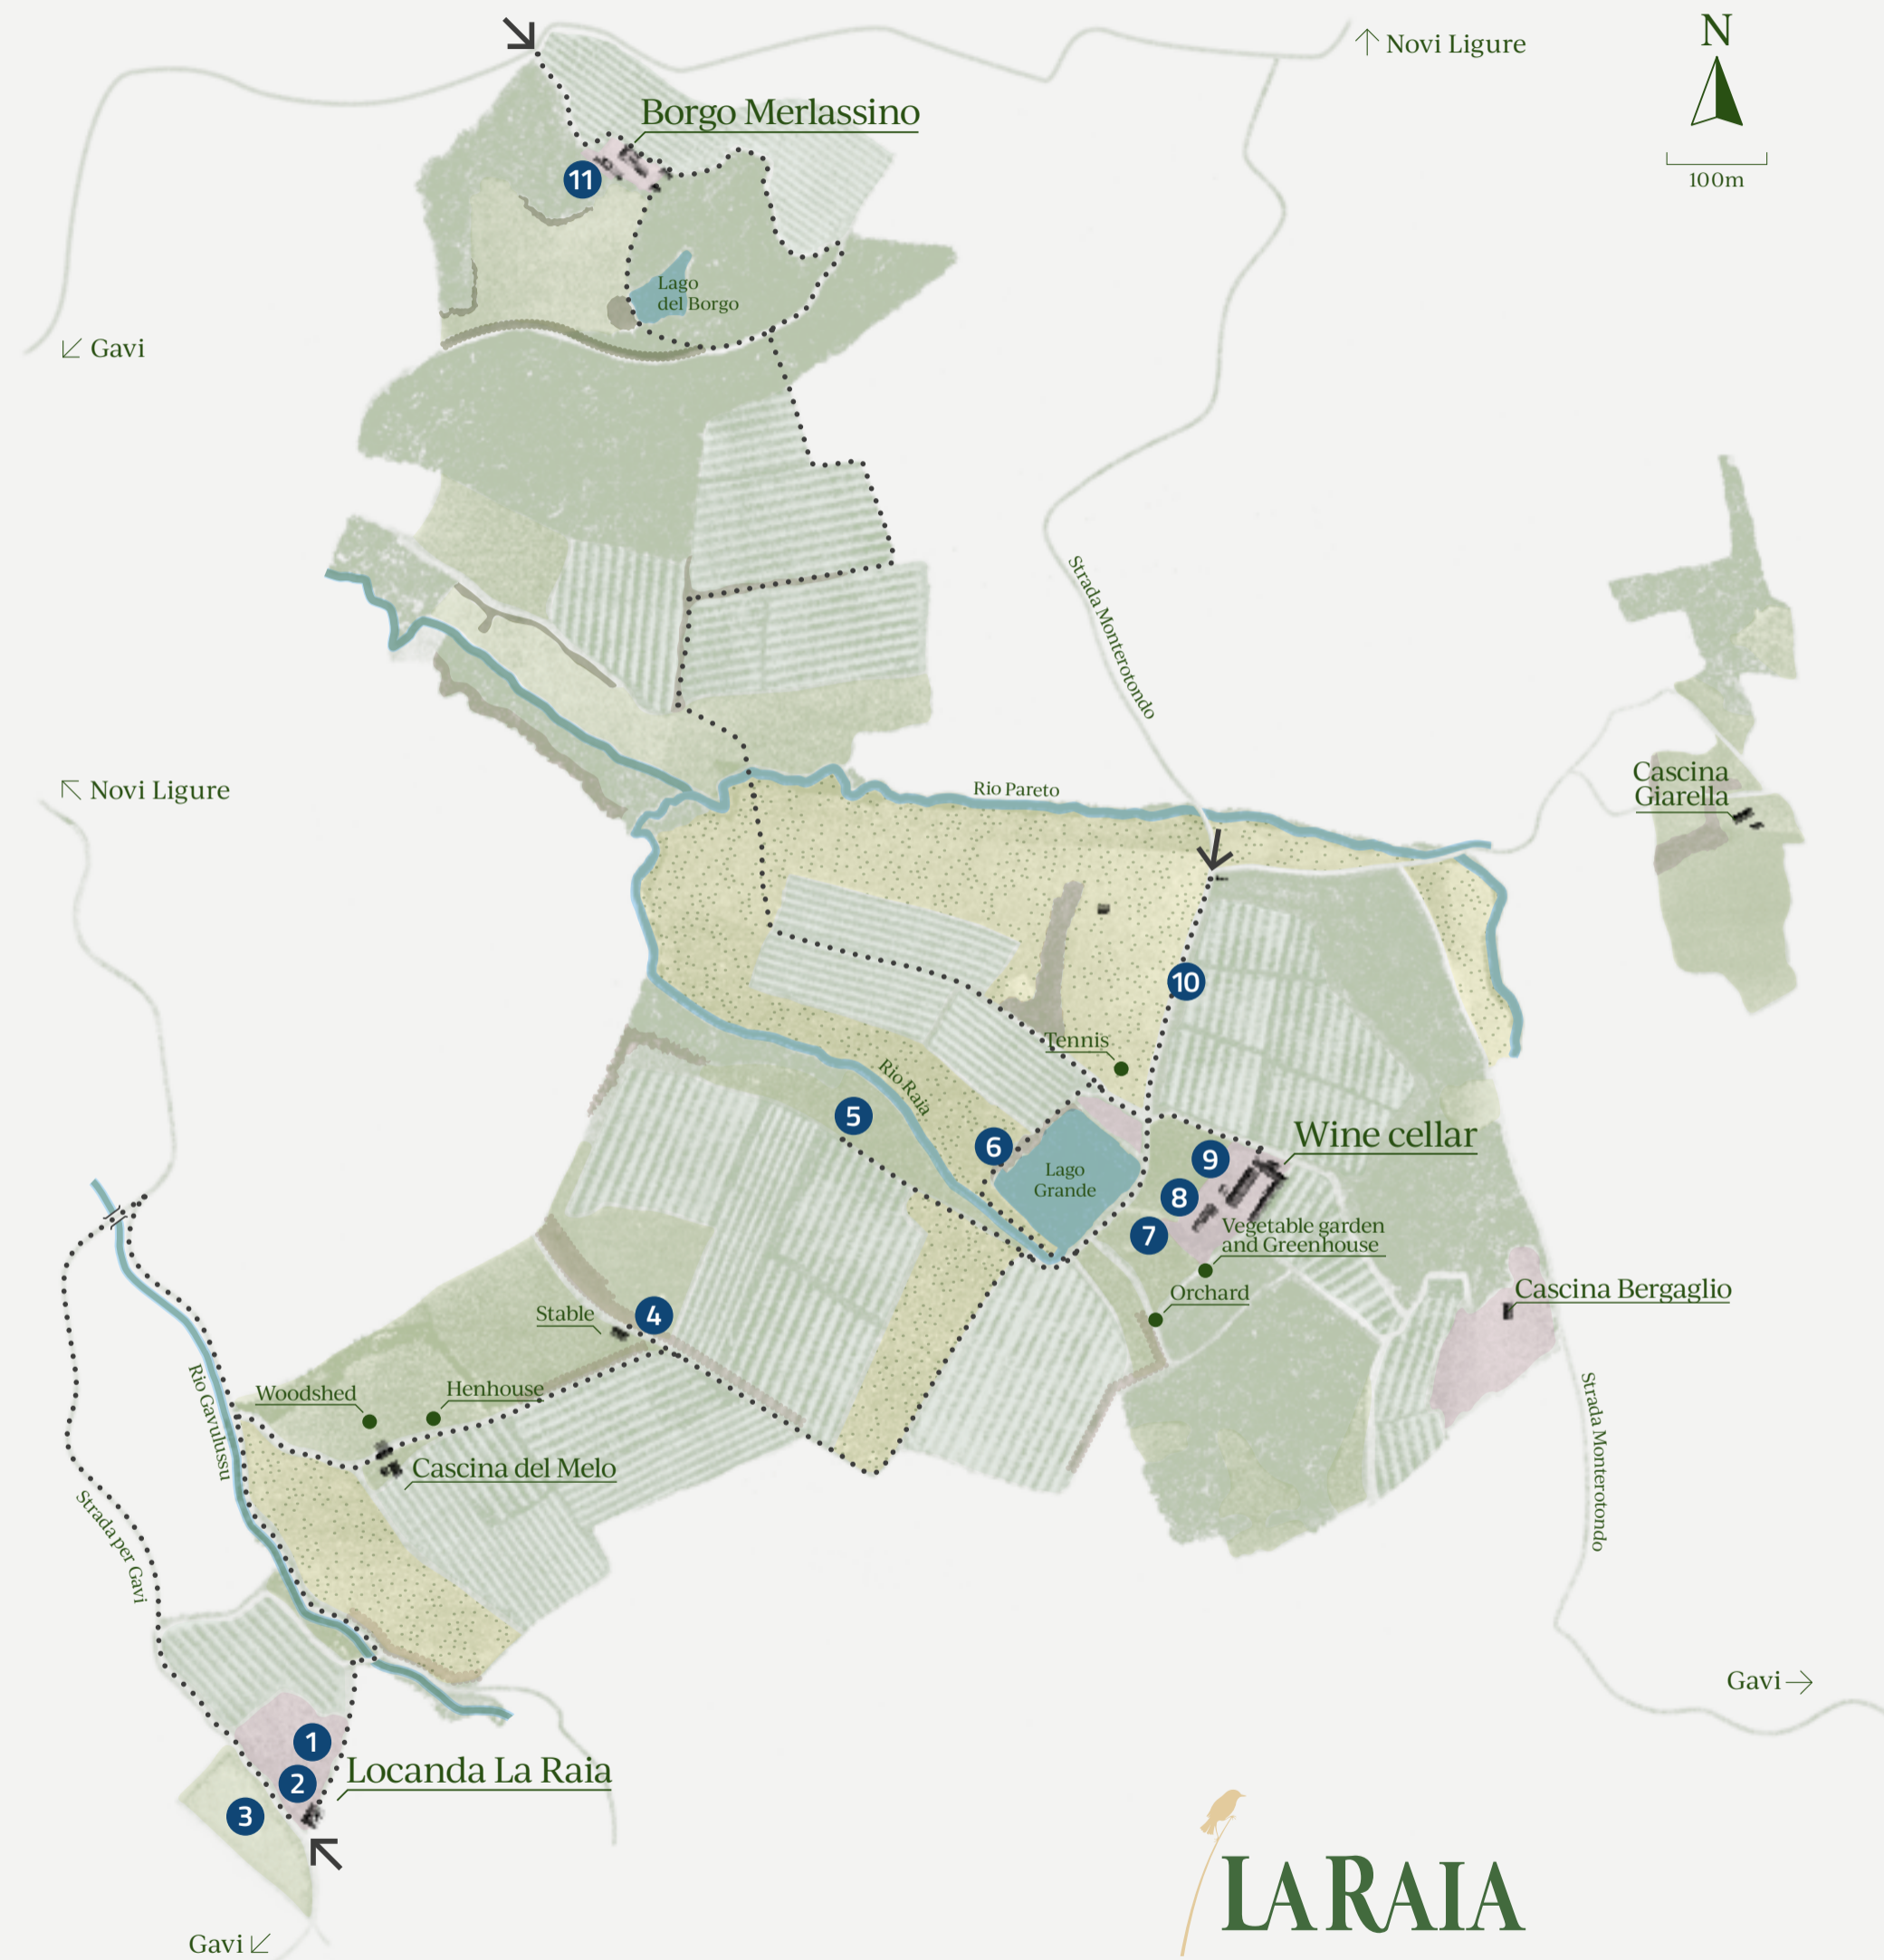 ↑ Novi Ligure
N
100m
Borgo Merlassino
11
Lago
del Borgo
↙ Gavi
Strada Monterotondo
Cascina
Giarella
↖ Novi Ligure
Rio Pareto
10
Tennis
Rio Raia
5
6
Wine cellar
9
Lago
Grande
8
7
Vegetable garden
and Greenhouse
Orchard
Cascina Bergaglio
Stable
4
Woodshed
Henhouse
Rio Gavulussu
Cascina del Melo
Strada per Gavi
Strada Monterotondo
Gavi →
1
Locanda La Raia
2
3
LA RAIA
Gavi ↙